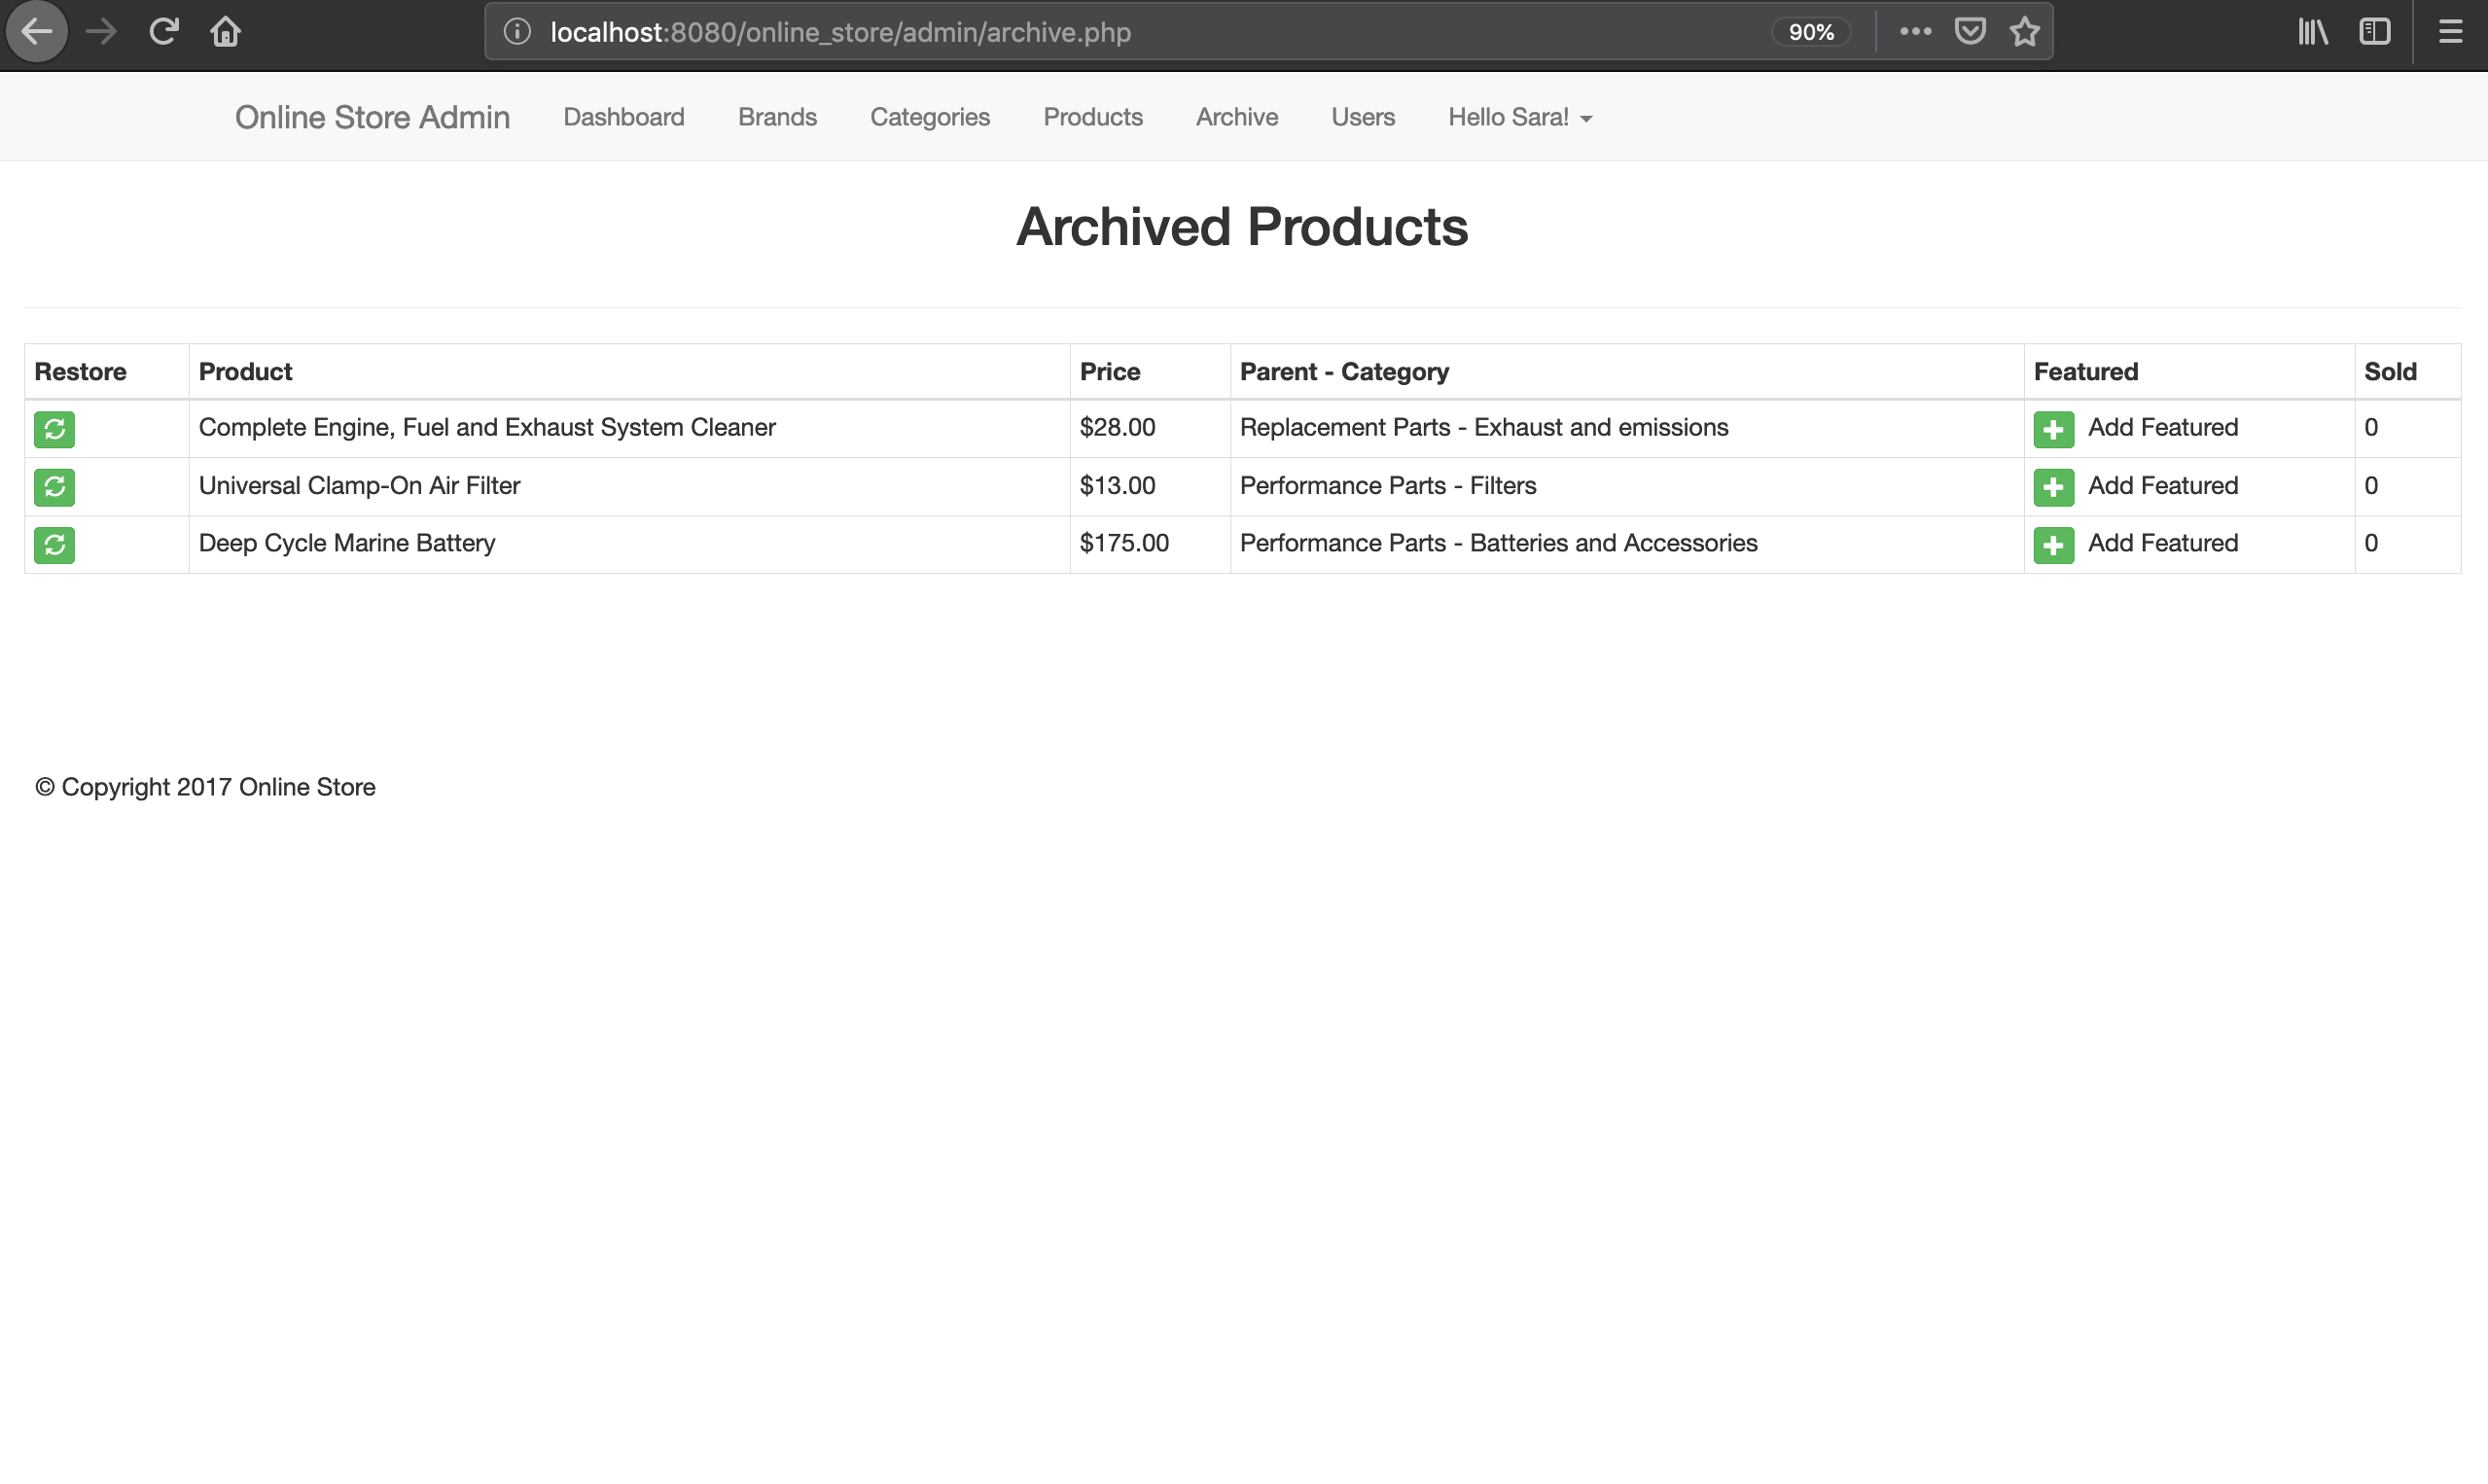 localhost:8080/online_store/admin/archive.php 90%
Online Store Admin Dashboard Brands Categories Products Archive Users Hello Sara!
Archived Products
Restore Product Price Parent - Category Featured Sold
Complete Engine, Fuel and Exhaust System Cleaner $28.00 Replacement Parts - Exhaust and emissions Add Featured 0
Universal Clamp-On Air Filter $13.00 Performance Parts - Filters Add Featured 0
Deep Cycle Marine Battery $175.00 Performance Parts - Batteries and Accessories Add Featured 0
© Copyright 2017 Online Store